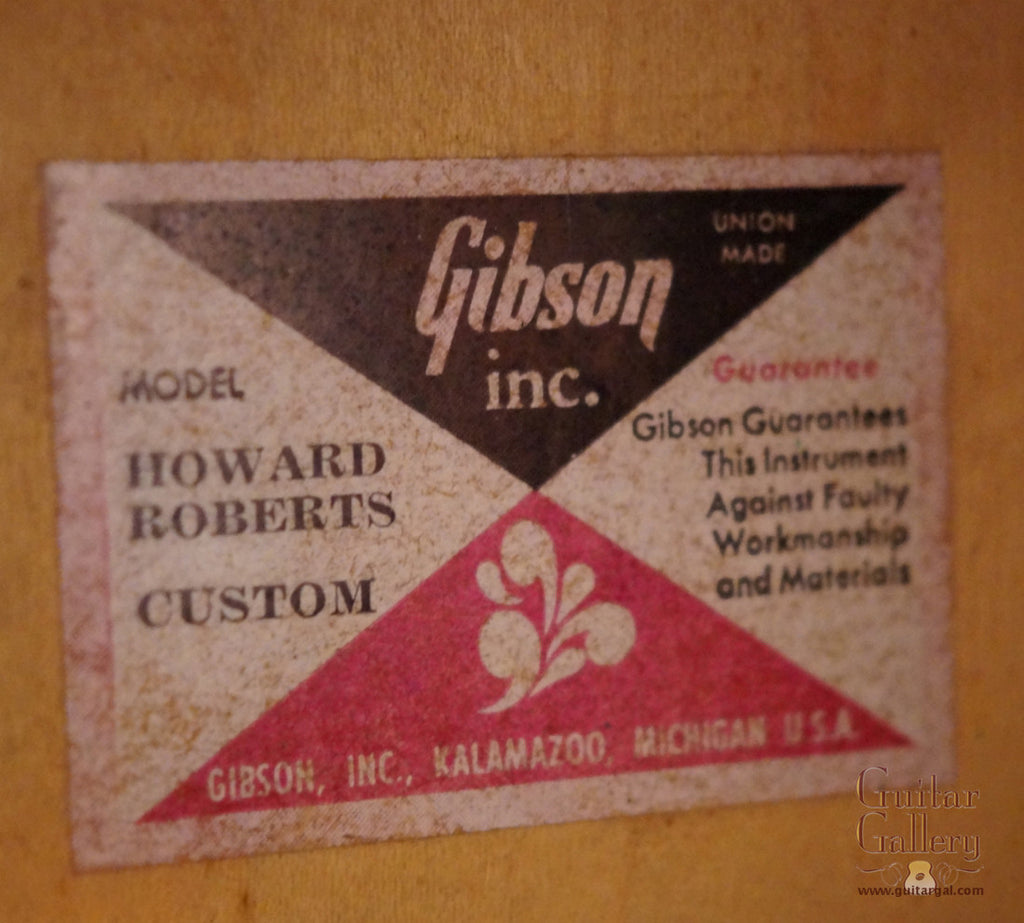 Gibson
inc.
UNION
MADE
MODEL
HOWARD
ROBERTS
CUSTOM
Guarantee
Gibson Guarantees
This Instrument
Against Faulty
Workmanship
and Materials
GIBSON, INC., KALAMAZOO, MICHIGAN U.S.A.
Guitar
Gallery
www.guitargal.com